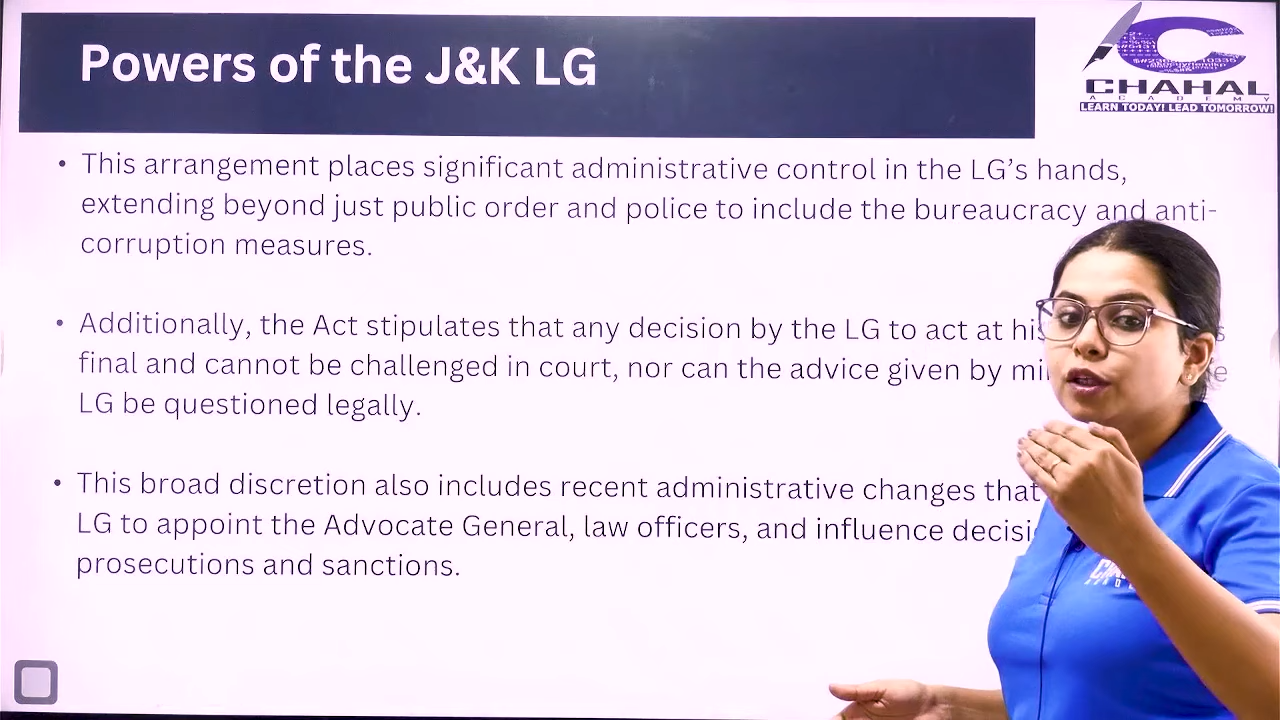 Powers of the J&K LG
CHAHAL
ACADEMY
LEARN TODAY! LEAD TOMORROW!
• This arrangement places significant administrative control in the LG's hands,
extending beyond just public order and police to include the bureaucracy and anti-
corruption measures.
• Additionally, the Act stipulates that any decision by the LG to act at his
final and cannot be challenged in court, nor can the advice given by
LG be questioned legally.
• This broad discretion also includes recent administrative changes that
LG to appoint the Advocate General, law officers, and influence
prosecutions and sanctions.